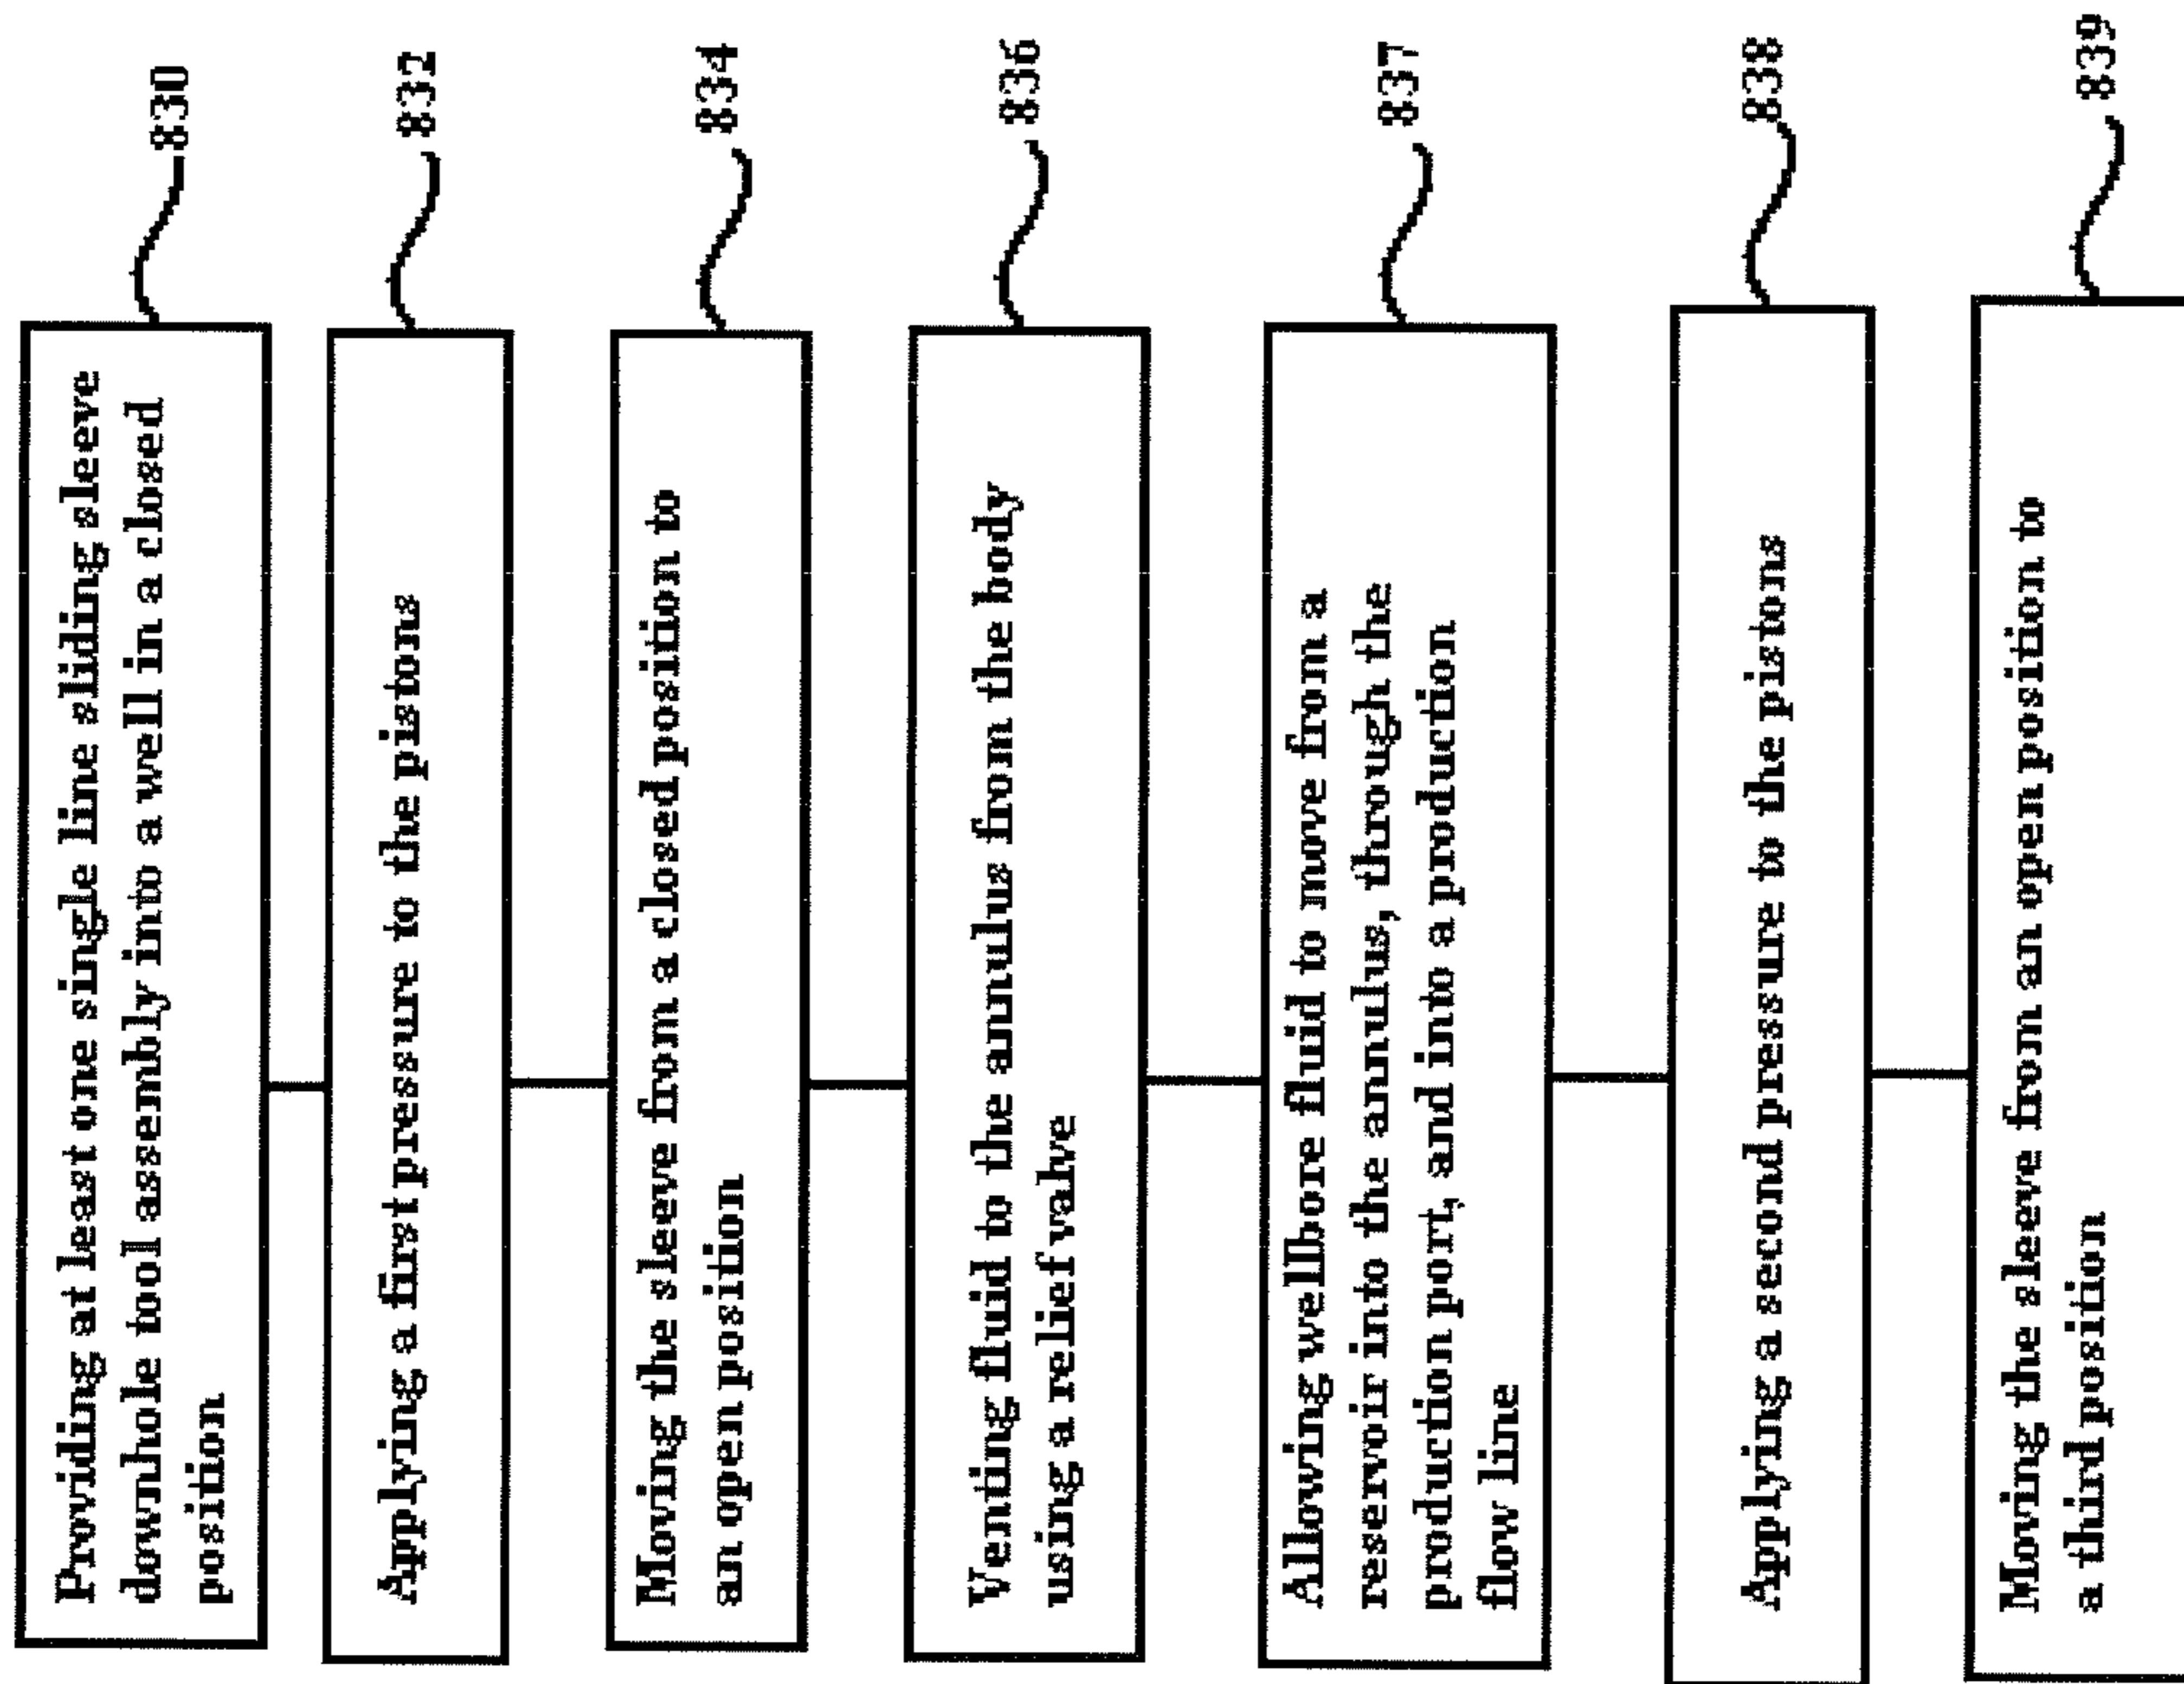 830
Providing at least one single line sliding sleeve
downhole tool assembly into a well in a closed
position
832
Applying a first pressure to the pistons
834
Moving the sleeve from a closed position to
an open position
836
Venting fluid to the annulus from the body
using a relief valve
837
Allowing wellbore fluid to move from a
reservoir into the annulus, through the
production port, and into a production
flow line
838
Applying a second pressure to the pistons
839
Moving the sleeve from an open position to
a third position